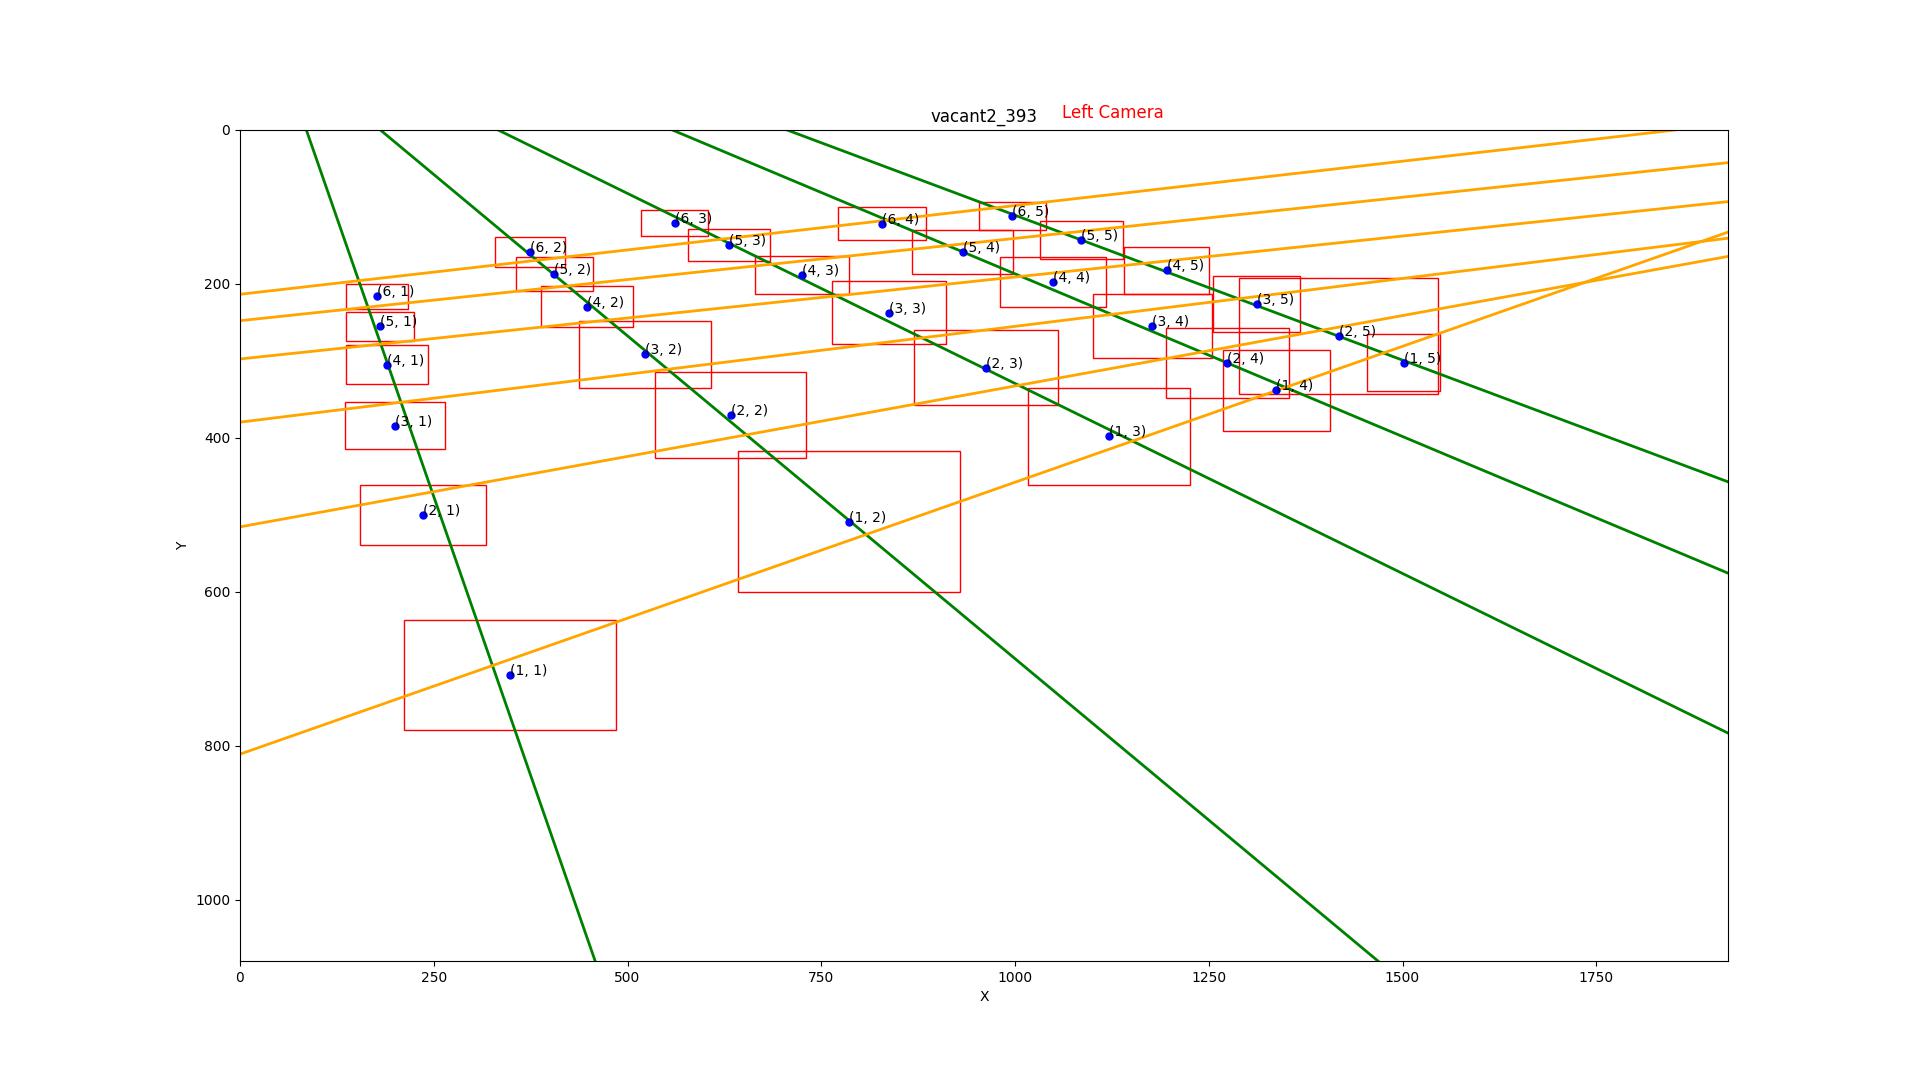 vacant2_393 Left Camera
0
200
400
600
800
1000
Y
0 250 500 750 1000 1250 1500 1750
X
(6, 5)
(6, 3) (6, 4)
(5, 3) (5, 5)
(6, 2) (5, 4)
(5, 2) (4, 3) (4, 4) (4, 5)
(6, 1) (4, 2) (3, 3) (3, 5)
(5, 1) (3, 4) (2, 5)
(4, 1) (3, 2) (2, 3) (2, 4) (1, 5)
(1, 4)
(3, 1) (2, 2) (1, 3)
(2, 1) (1, 2)
(1, 1)